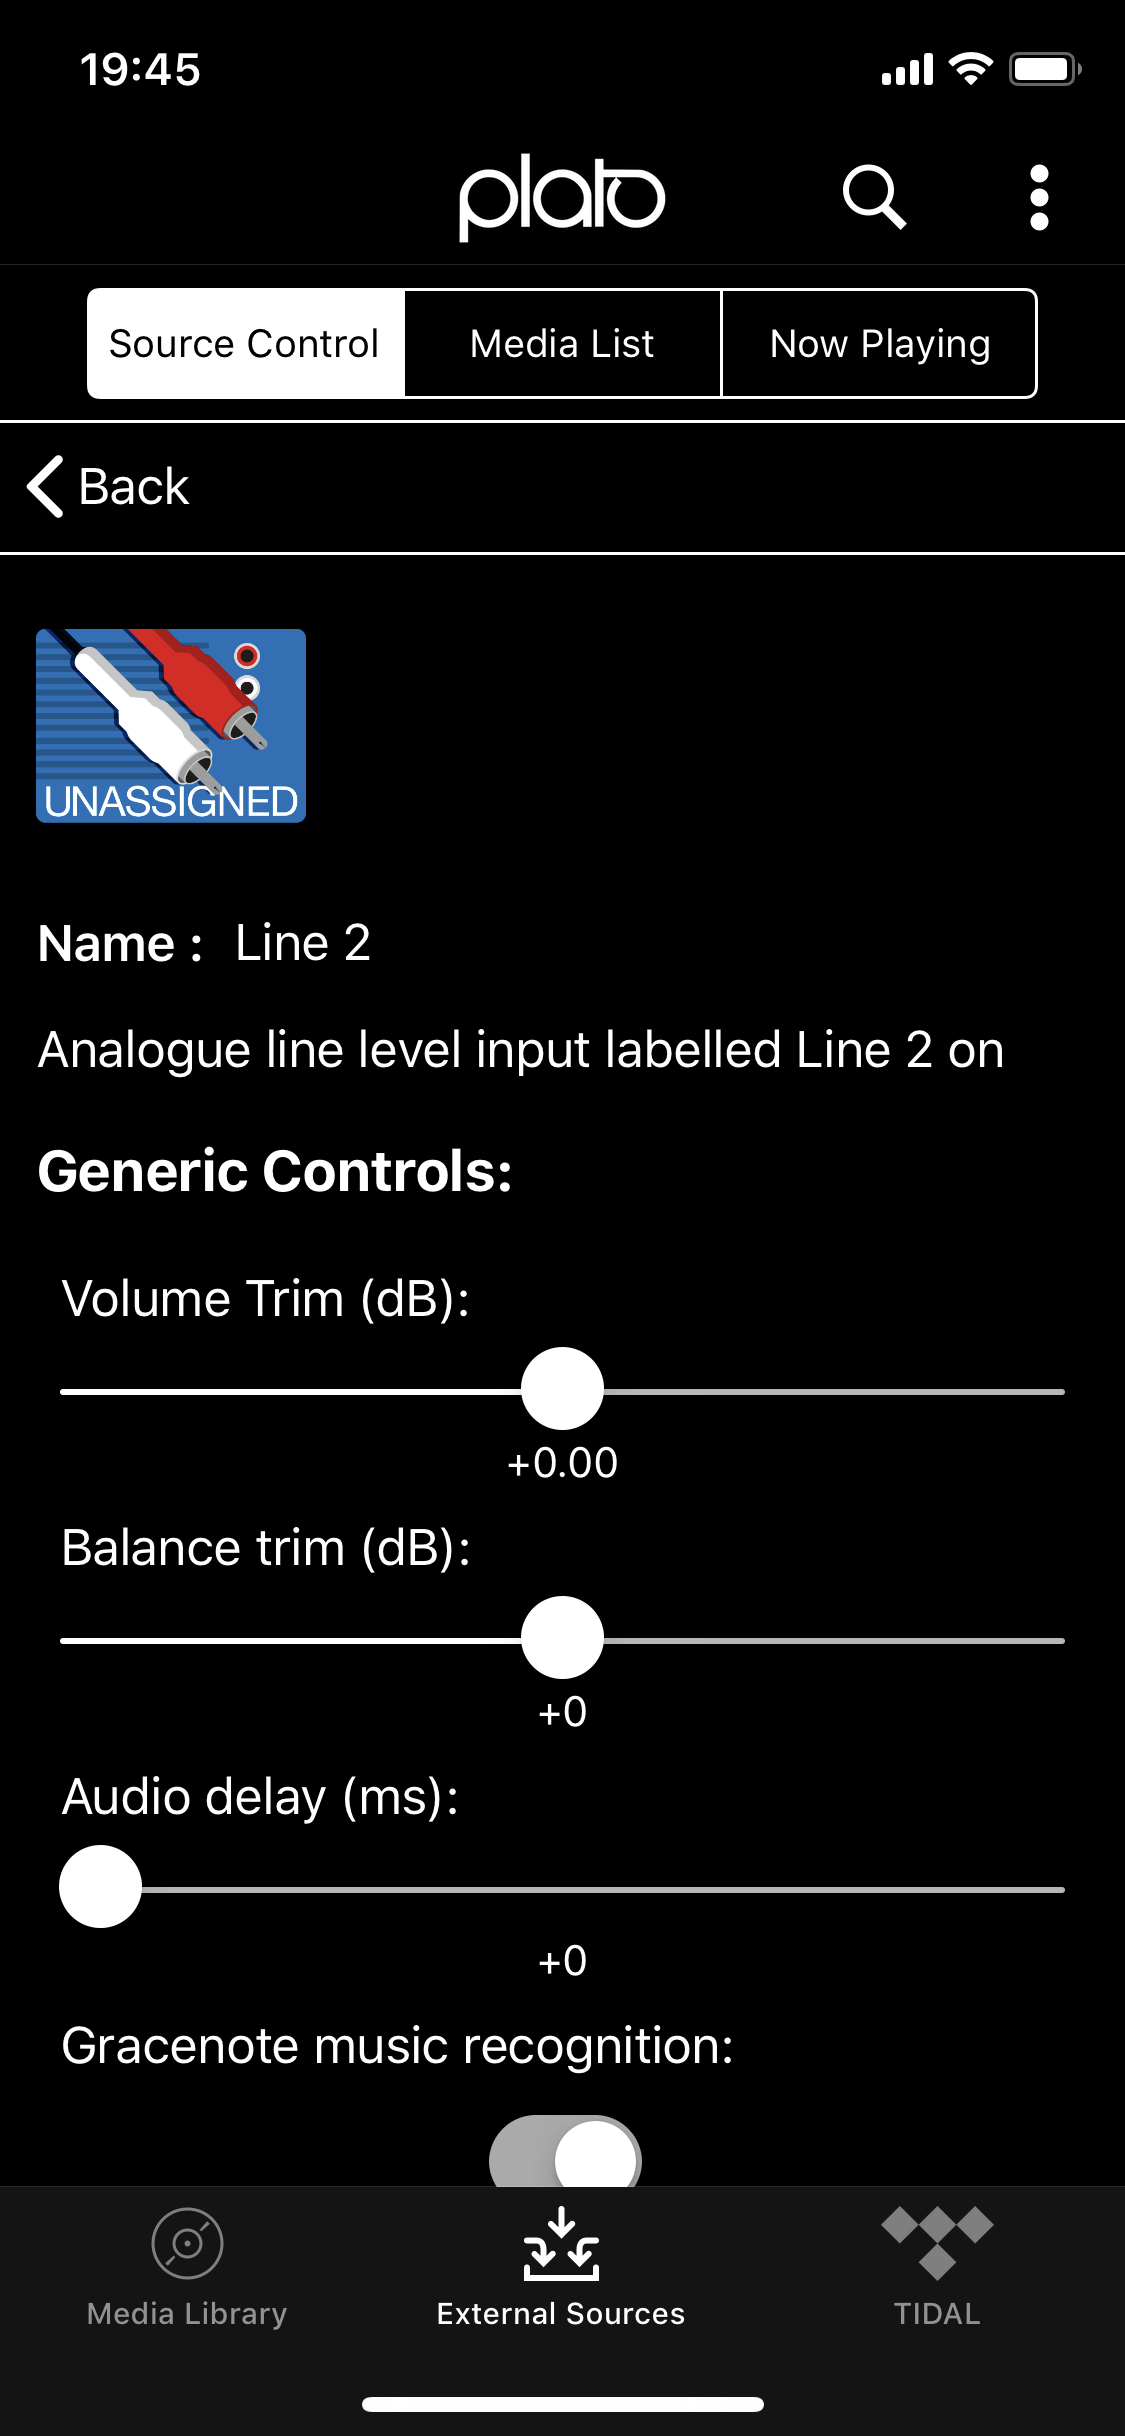 19:45
plato
Source Control Media List Now Playing
Back
UNASSIGNED
Name : Line 2
Analogue line level input labelled Line 2 on
Generic Controls:
Volume Trim (dB):
+0.00
Balance trim (dB):
+0
Audio delay (ms):
+0
Gracenote music recognition:
Media Library External Sources TIDAL